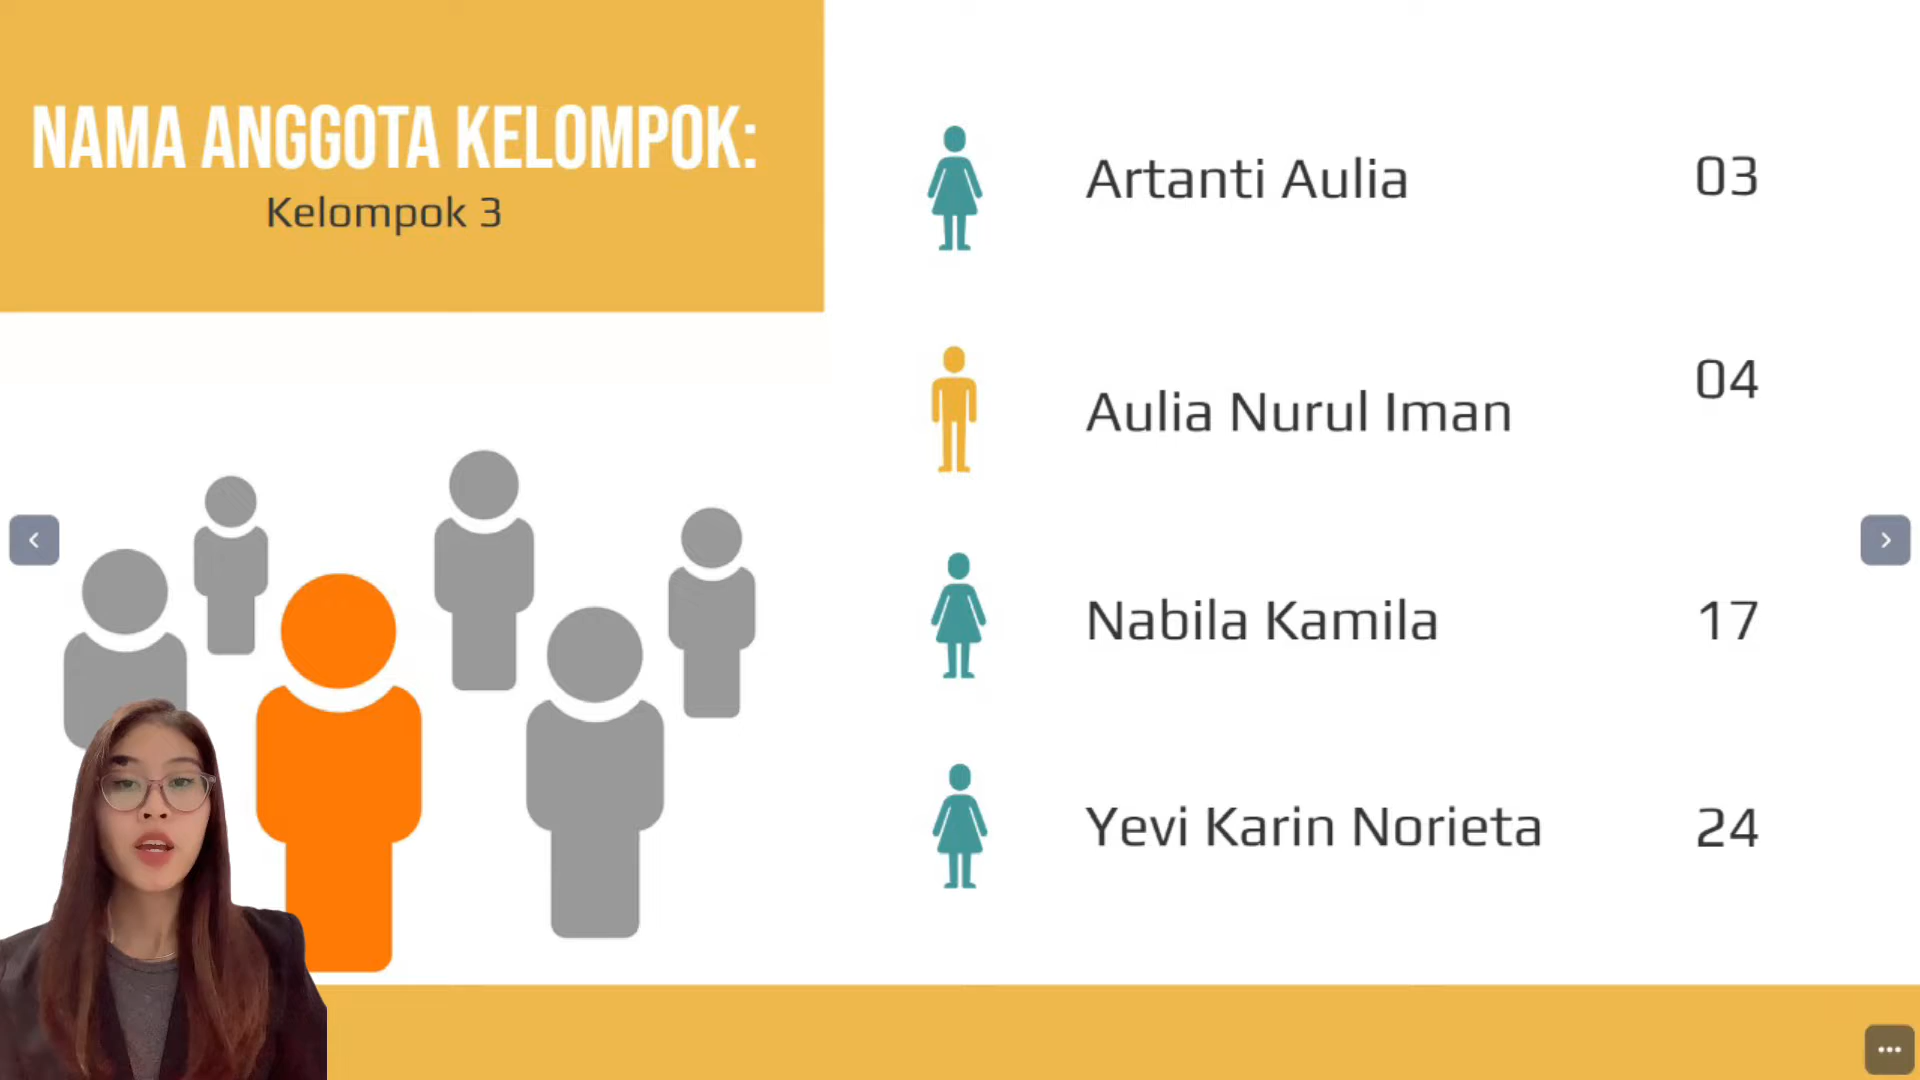 NAMA ANGGOTA KELOMPOK:
Kelompok 3
Artanti Aulia 03
Aulia Nurul Iman 04
Nabila Kamila 17
Yevi Karin Norieta 24